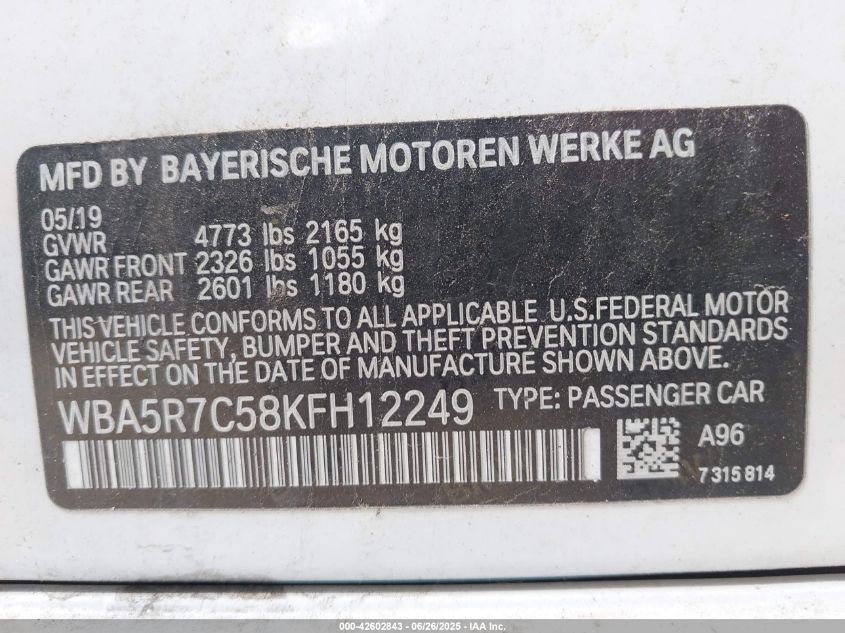 MFD BY BAYERISCHE MOTOREN WERKE AG
05/19
GVWR 4773 lbs 2165 kg
GAWR FRONT 2326 lbs 1055 kg
GAWR REAR 2601 lbs 1180 kg
THIS VEHICLE CONFORMS TO ALL APPLICABLE U.S.FEDERAL MOTOR
VEHICLE SAFETY, BUMPER AND THEFT PREVENTION STANDARDS
IN EFFECT ON THE DATE OF MANUFACTURE SHOWN ABOVE.
WBA5R7C58KFH12249 TYPE: PASSENGER CAR
A96
7 315 814
000-42602843 - 06/26/2025 - IAA Inc.